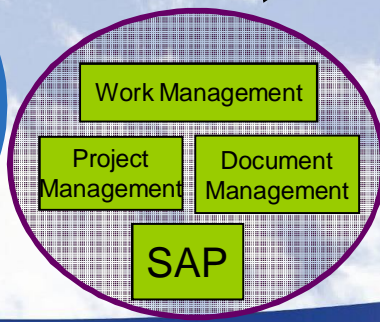 Work Management
Project
Management
Document
Management
SAP